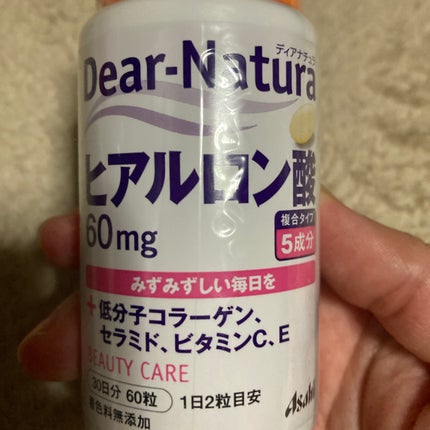 ディアナチュラ
Dear-Natura
ヒアルロン酸
60mg
複合タイプ
5成分
みずみずしい毎日を
+低分子コラーゲン、
セラミド、ビタミンC、E
BEAUTY CARE
30日分 60粒 1日2粒目安
着色料無添加
Asahi